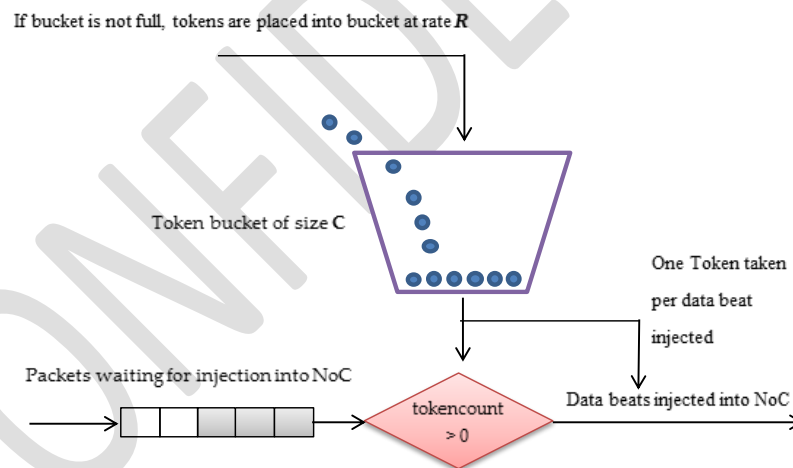 If bucket is not full, tokens are placed into bucket at rate R
Token bucket of size C
One Token taken
per data beat
injected
Packets waiting for injection into NoC
tokencount
> 0
Data beats injected into NoC
ONFIDE